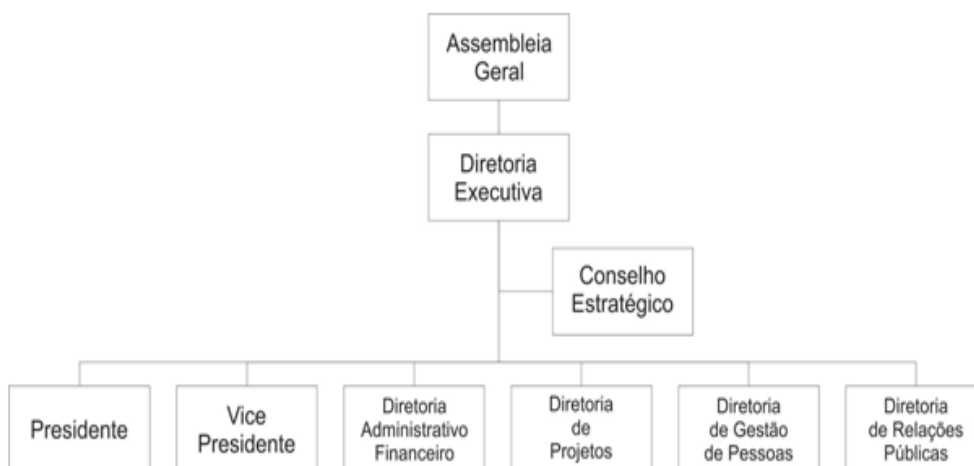 Assembleia
Geral
Diretoria
Executiva
Conselho
Estratégico
Presidente
Vice
Presidente
Diretoria
Administrativo
Financeiro
Diretoria
de
Projetos
Diretoria
de Gestão
de Pessoas
Diretoria
de Relações
Públicas